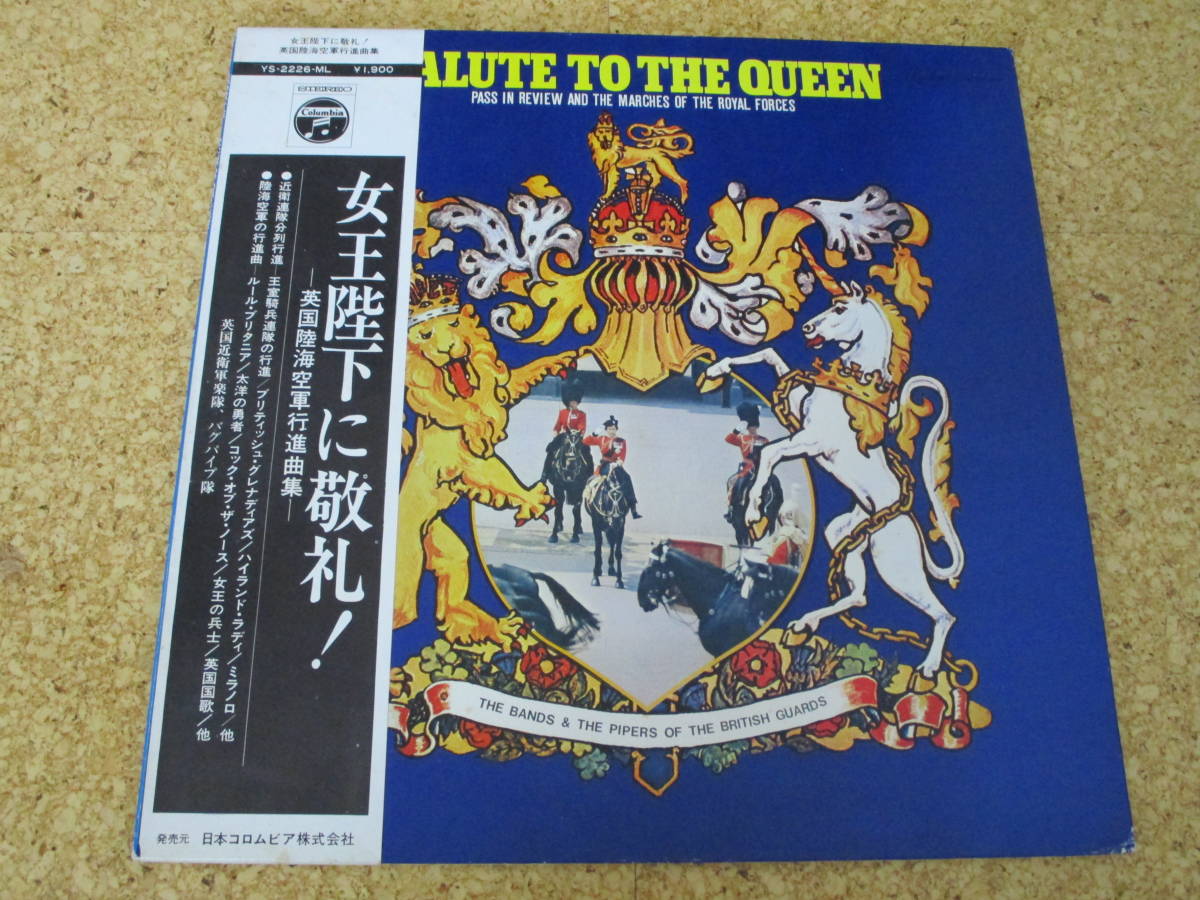 女王陛下に敬礼!
英国陸海空軍行進曲集
YS-2226-ML ¥1,900
STEREO
Columbia
女王陛下に敬礼!
—英国陸海空軍行進曲集—
●近衛連隊分列行進—王室騎兵連隊の行進/ブリティッシュ・グレナディアズ/ハイランド・ラディ/ミラノロ/他
●陸海空軍の行進曲—ルール・ブリタニア/太洋の勇者/コック・オブ・ザ・ノース/女王の兵士/英国国歌/他
英国近衛軍楽隊、バグパイプ隊
発売元 日本コロムビア株式会社
ALUTE TO THE QUEEN
PASS IN REVIEW AND THE MARCHES OF THE ROYAL FORCES
THE BANDS & THE PIPERS OF THE BRITISH GUARDS